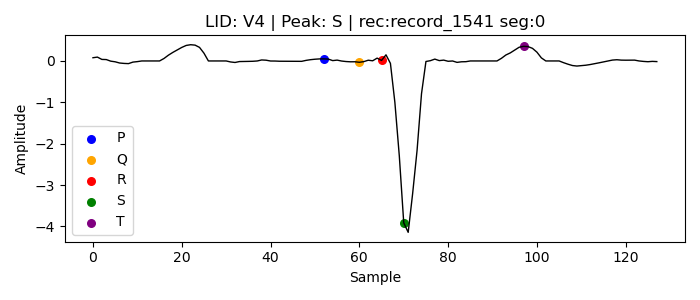 LID: V4 | Peak: S | rec:record_1541 seg:0
Amplitude
0
−1
−2
−3
−4
P
Q
R
S
T
0 20 40 60 80 100 120
Sample